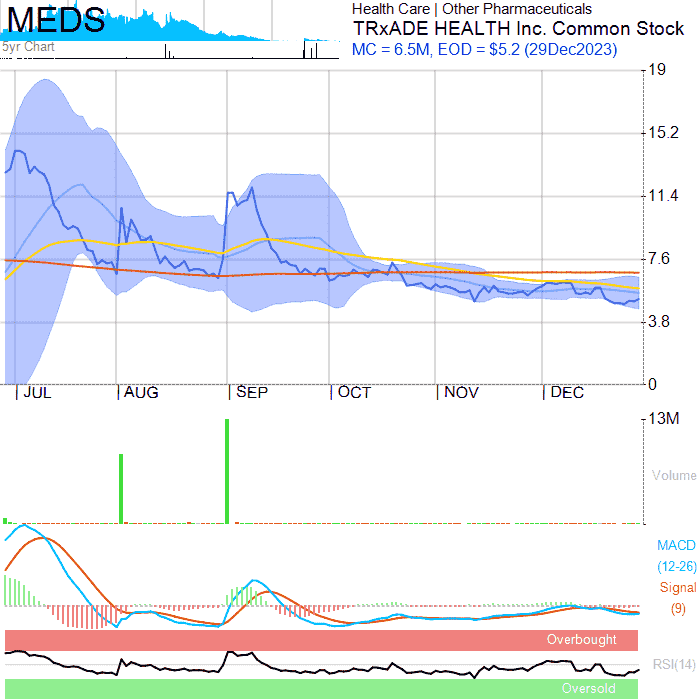 MEDS
Health Care | Other Pharmaceuticals
TRxADE HEALTH Inc. Common Stock
5yr Chart
MC = 6.5M, EOD = $5.2 (29Dec2023)
19
15.2
11.4
7.6
3.8
0
| JUL | AUG | SEP | OCT | NOV | DEC
13M
Volume
MACD
(12-26)
Signal
(9)
Overbought
RSI(14)
Oversold